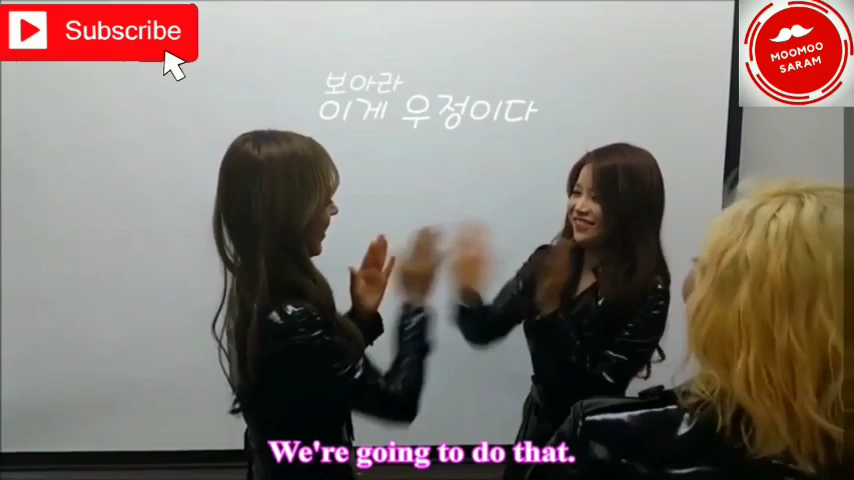 Subscribe
MOOMOO
SARAM
보아라
이게 우정이다
We're going to do that.